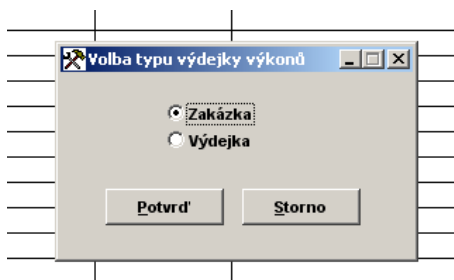 Volba typu výdejky výkonů
Zakázka
Výdejka
Potvrď
Storno